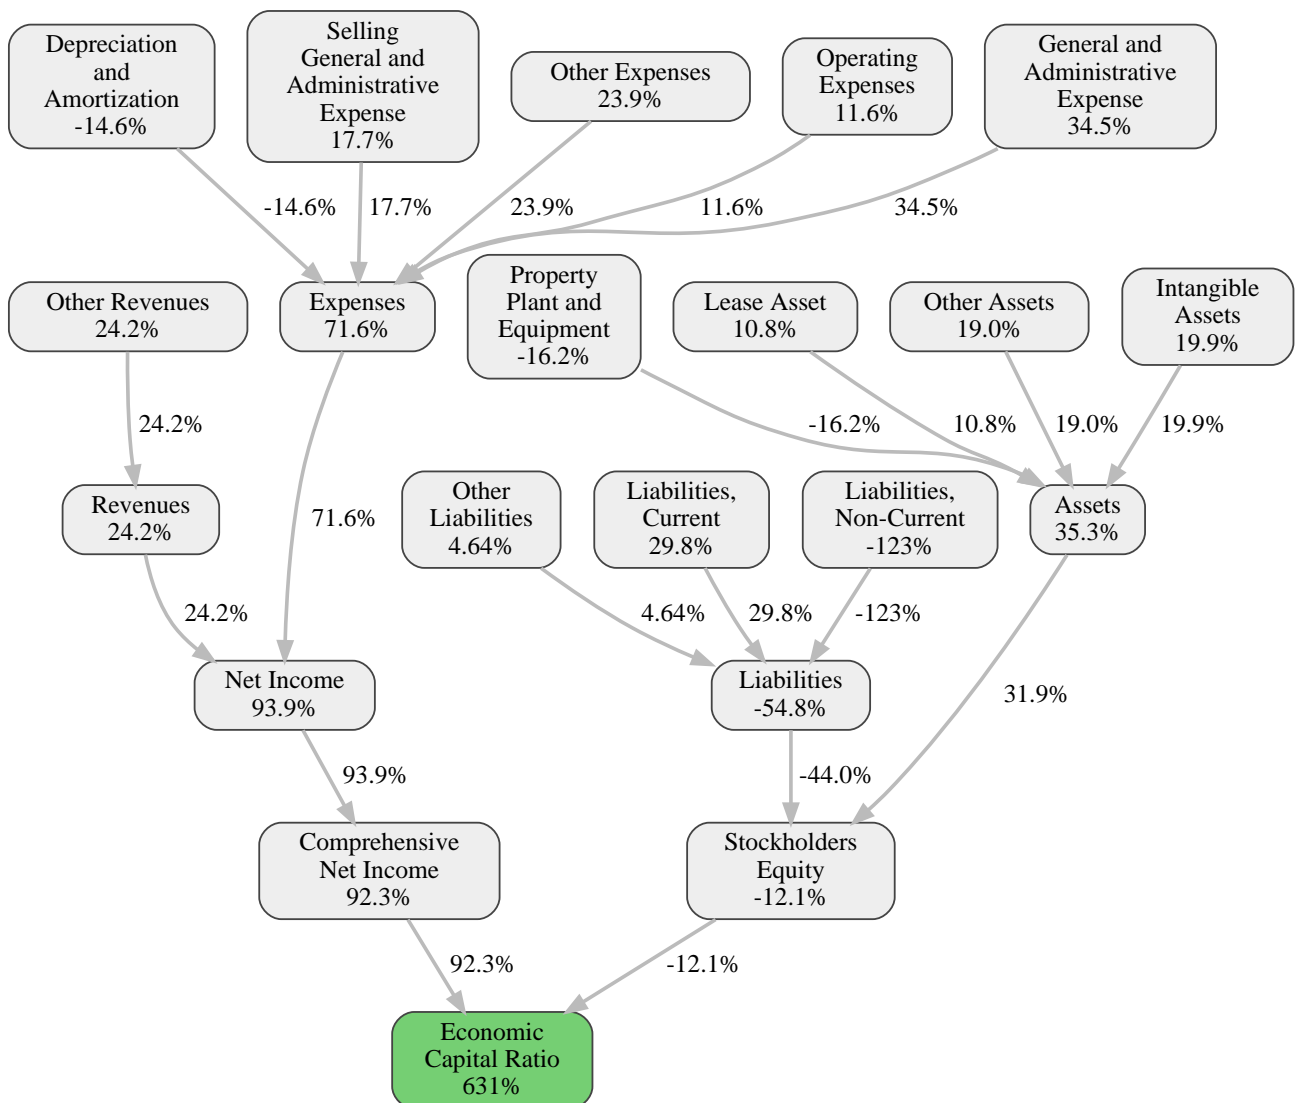 Depreciation
and
Amortization
-14.6%
Selling
General and
Administrative
Expense
17.7%
Other Expenses
23.9%
Operating
Expenses
11.6%
General and
Administrative
Expense
34.5%
-14.6%
17.7%
23.9%
11.6%
34.5%
Other Revenues
24.2%
Expenses
71.6%
Property
Plant and
Equipment
-16.2%
Lease Asset
10.8%
Other Assets
19.0%
Intangible
Assets
19.9%
24.2%
-16.2%
10.8%
19.0%
19.9%
Revenues
24.2%
71.6%
Other
Liabilities
4.64%
Liabilities,
Current
29.8%
Liabilities,
Non-Current
-123%
Assets
35.3%
24.2%
4.64%
29.8%
-123%
Net Income
93.9%
Liabilities
-54.8%
31.9%
93.9%
-44.0%
Comprehensive
Net Income
92.3%
Stockholders
Equity
-12.1%
92.3%
-12.1%
Economic
Capital Ratio
631%